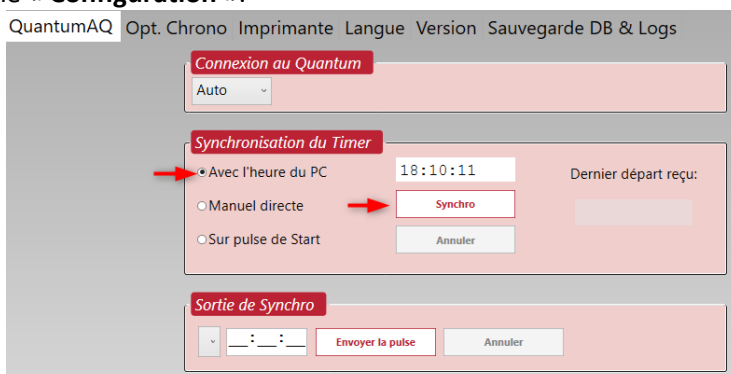 « Configuration ».
QuantumAQ Opt. Chrono Imprimante Langue Version Sauvegarde DB & Logs
Connexion au Quantum
Auto
Synchronisation du Timer
Avec l'heure du PC 18:10:11 Dernier départ reçu:
Manuel directe Synchro
Sur pulse de Start Annuler
Sortie de Synchro
__:__:__ Envoyer la pulse Annuler